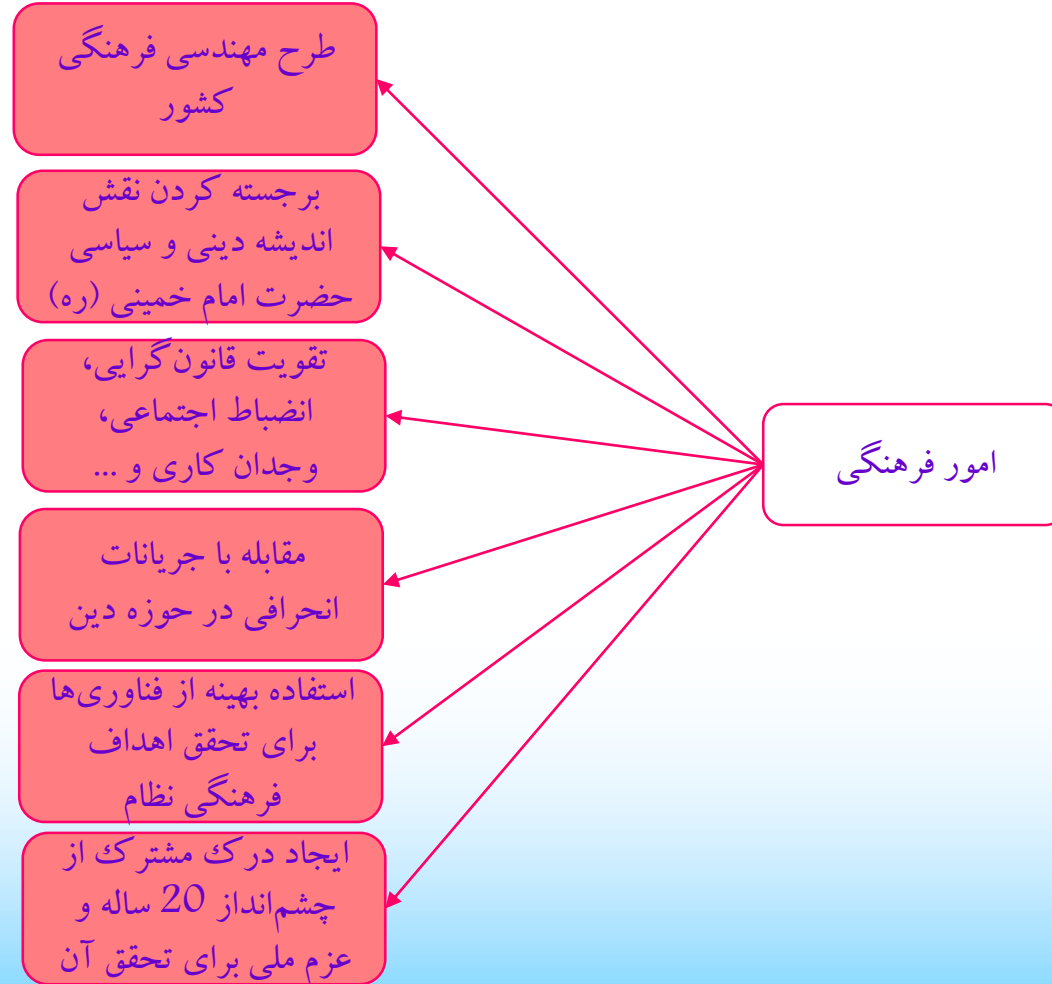 امور فرهنگی
طرح مهندسی فرهنگی
کشور
برجسته کردن نقش
اندیشه دینی و سیاسی
حضرت امام خمینی (ره)
تقویت قانون‌گرایی،
انضباط اجتماعی،
وجدان کاری و ...
مقابله با جریانات
انحرافی در حوزه دین
استفاده بهینه از فناوری‌ها
برای تحقق اهداف
فرهنگی نظام
ایجاد درک مشترک از
چشم‌انداز 20 ساله و
عزم ملی برای تحقق آن